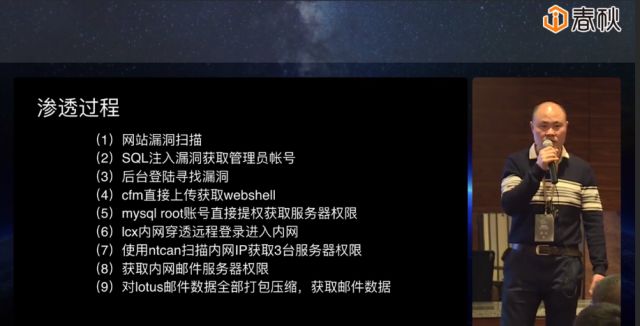 春秋
渗透过程
（1）网站漏洞扫描
（2）SQL注入漏洞获取管理员帐号
（3）后台登陆寻找漏洞
（4）cfm直接上传获取webshell
（5）mysql root账号直接提权获取服务器权限
（6）lcx内网穿透远程登录进入内网
（7）使用ntcan扫描内网IP获取3台服务器权限
（8）获取内网邮件服务器权限
（9）对lotus邮件数据全部打包压缩，获取邮件数据